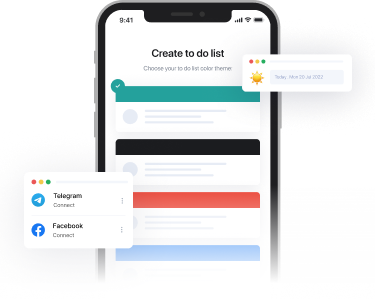 9:41
Create to do list
Choose your to do list color theme:
Today, Mon 20 Jul 2022
Telegram
Connect
Facebook
Connect